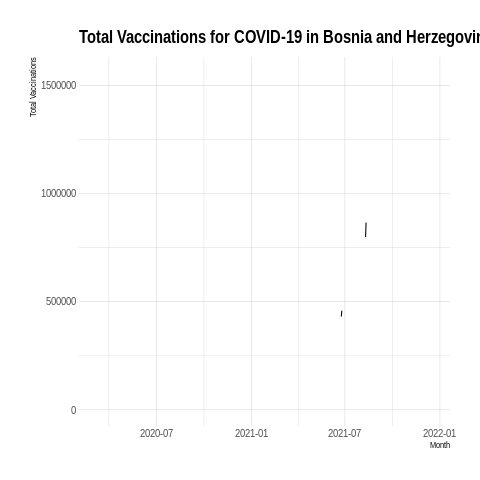 Total Vaccinations for COVID-19 in Bosnia and Herzegovin
Total Vaccinations
1500000
1000000
500000
0
2020-07 2021-01 2021-07 2022-01
Month